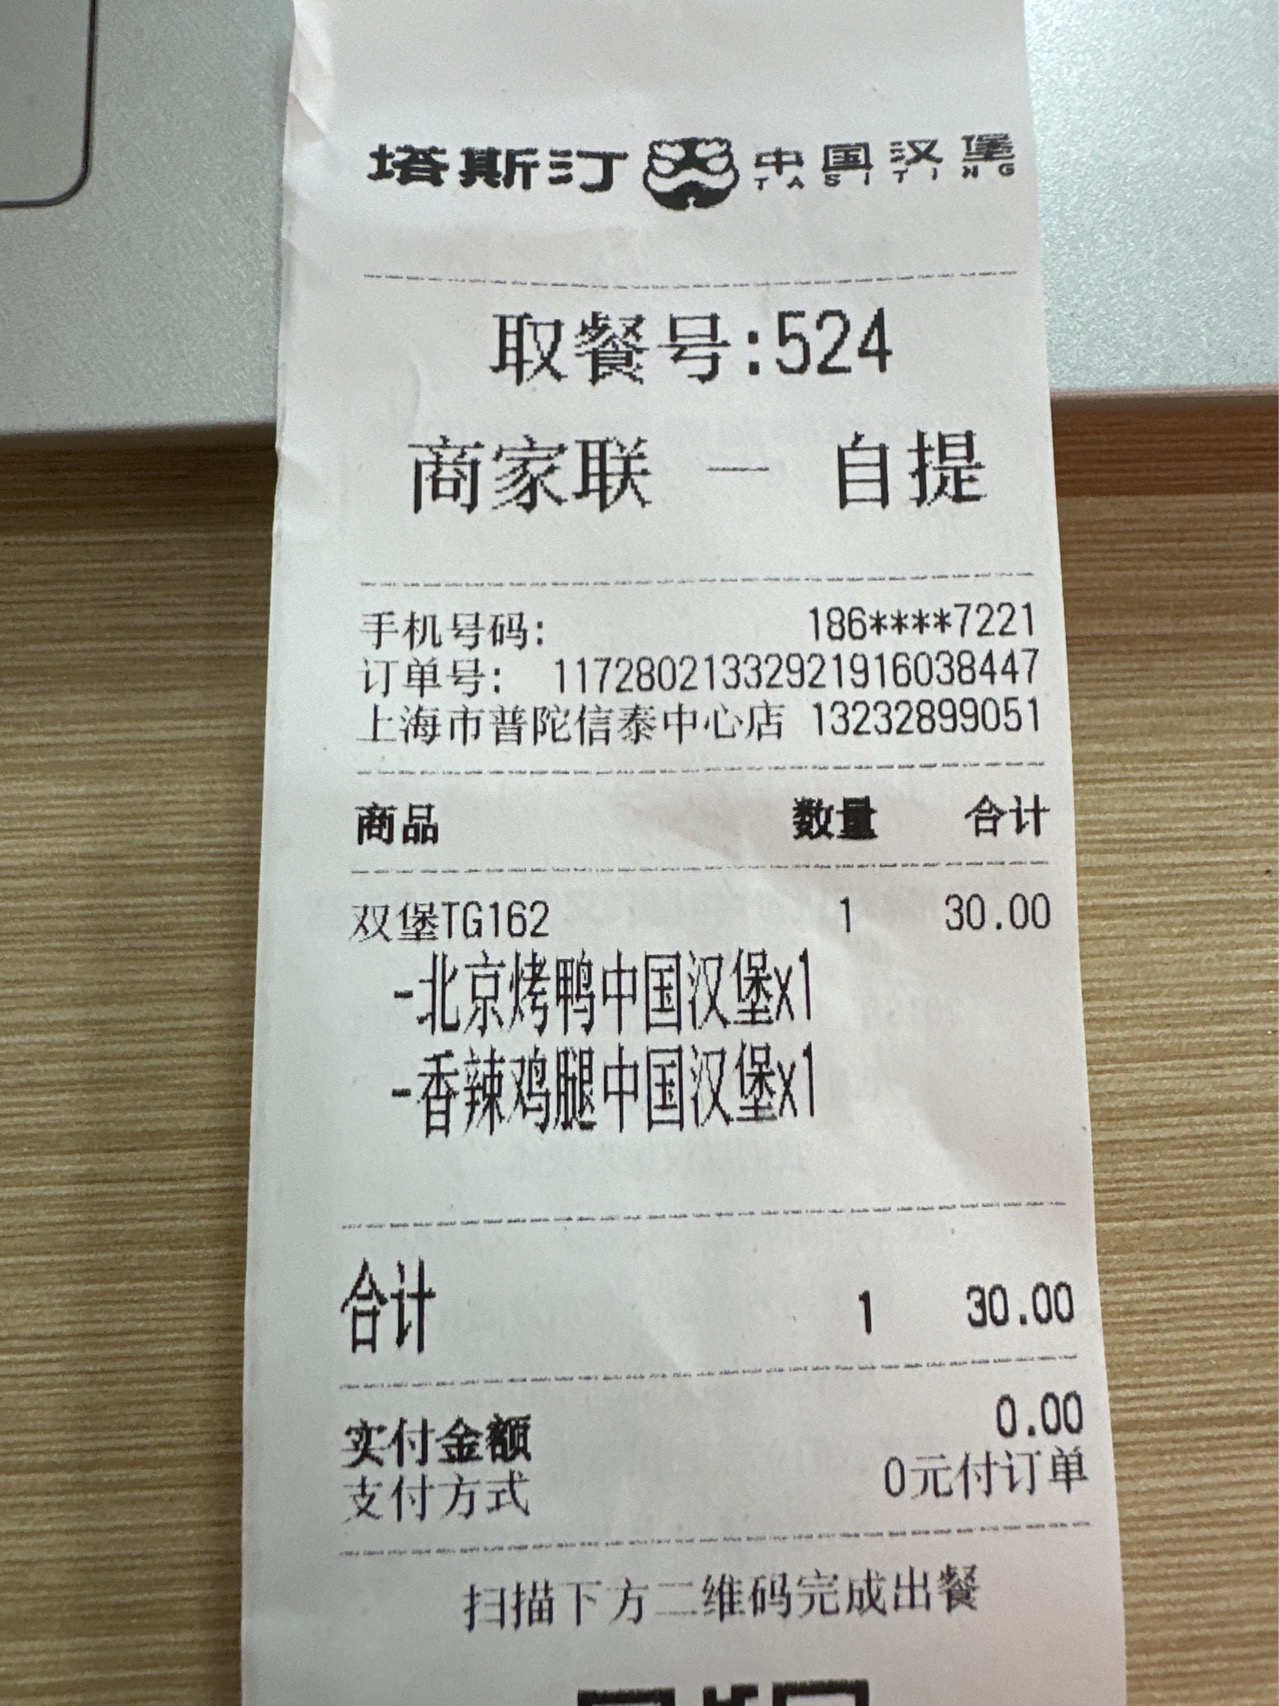 塔斯汀 中国汉堡
TASITING
取餐号:524
商家联 — 自提
手机号码: 186****7221
订单号: 11728021332921916038447
上海市普陀信泰中心店 13232899051
商品 数量 合计
双堡TG162 1 30.00
-北京烤鸭中国汉堡x1
-香辣鸡腿中国汉堡x1
合计 1 30.00
实付金额 0.00
支付方式 0元付订单
扫描下方二维码完成出餐